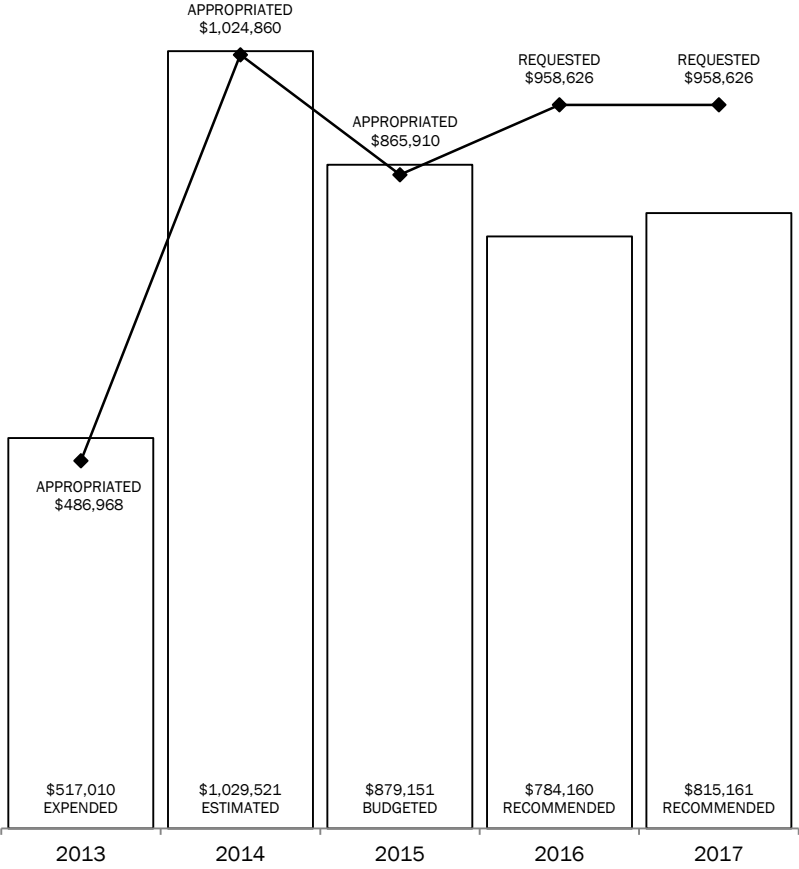 APPROPRIATED
$1,024,860
REQUESTED
$958,626
REQUESTED
$958,626
APPROPRIATED
$865,910
APPROPRIATED
$486,968
$517,010
EXPENDED
$1,029,521
ESTIMATED
$879,151
BUDGETED
$784,160
RECOMMENDED
$815,161
RECOMMENDED
2013
2014
2015
2016
2017